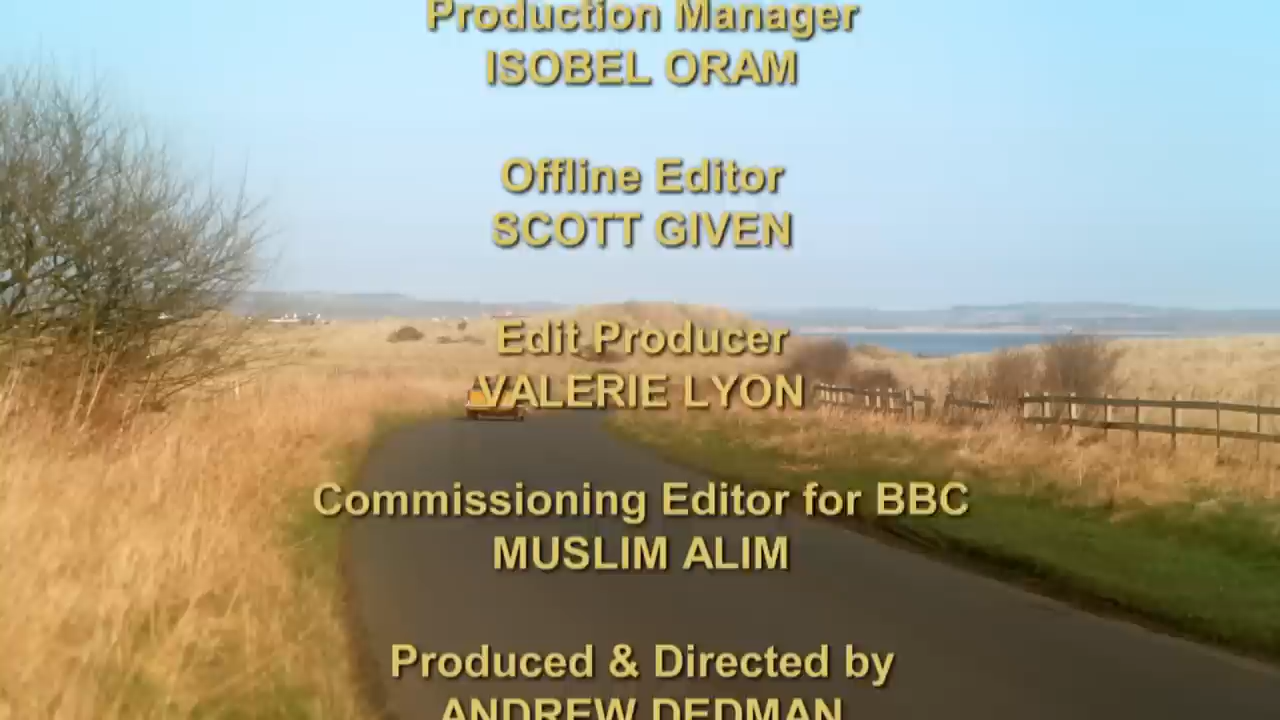 Production Manager
ISOBEL ORAM
Offline Editor
SCOTT GIVEN
Edit Producer
VALERIE LYON
Commissioning Editor for BBC
MUSLIM ALIM
Produced & Directed by
ANDREW DEDMAN